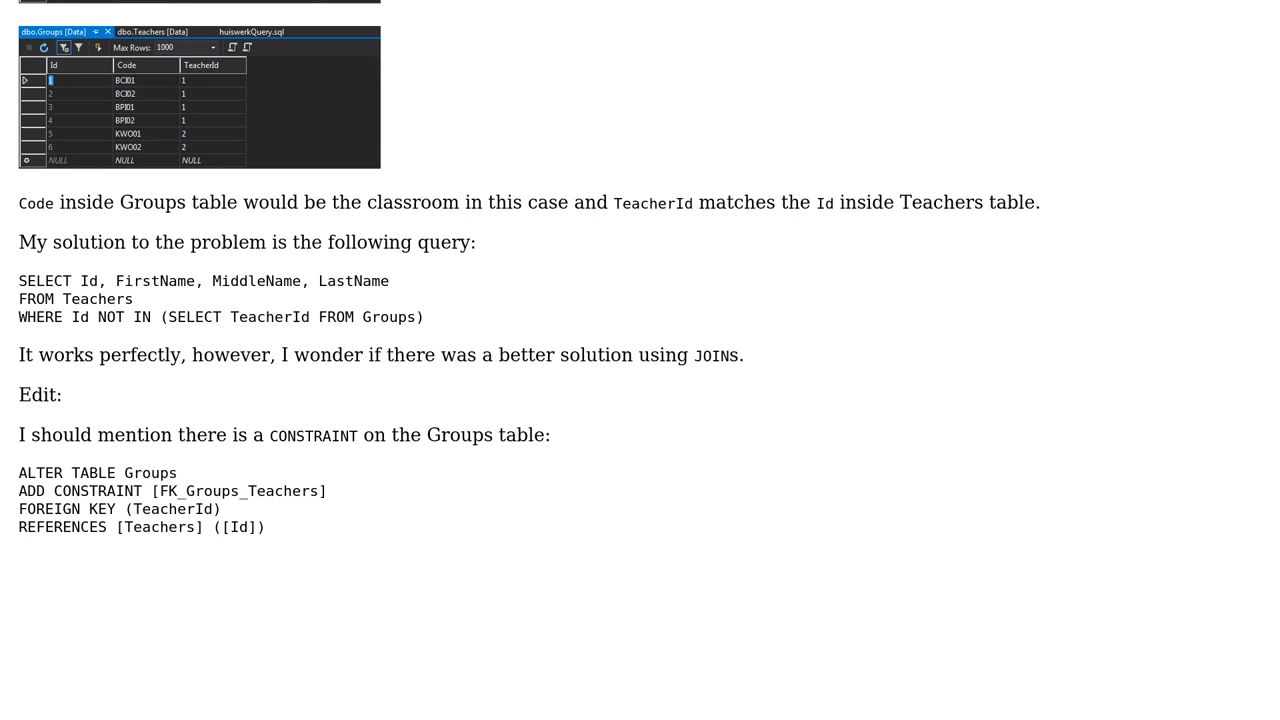 dbo.Groups [Data] dbo.Teachers [Data] huiswerkQuery.sql
Max Rows: 1000
Id Code TeacherId
1 BCI01 1
2 BCI02 1
3 BPI01 1
4 BPI02 1
5 KWO01 2
6 KWO02 2
NULL NULL NULL
Code inside Groups table would be the classroom in this case and TeacherId matches the Id inside Teachers table.
My solution to the problem is the following query:
SELECT Id, FirstName, MiddleName, LastName
FROM Teachers
WHERE Id NOT IN (SELECT TeacherId FROM Groups)
It works perfectly, however, I wonder if there was a better solution using JOINs.
Edit:
I should mention there is a CONSTRAINT on the Groups table:
ALTER TABLE Groups
ADD CONSTRAINT [FK_Groups_Teachers]
FOREIGN KEY (TeacherId)
REFERENCES [Teachers] ([Id])